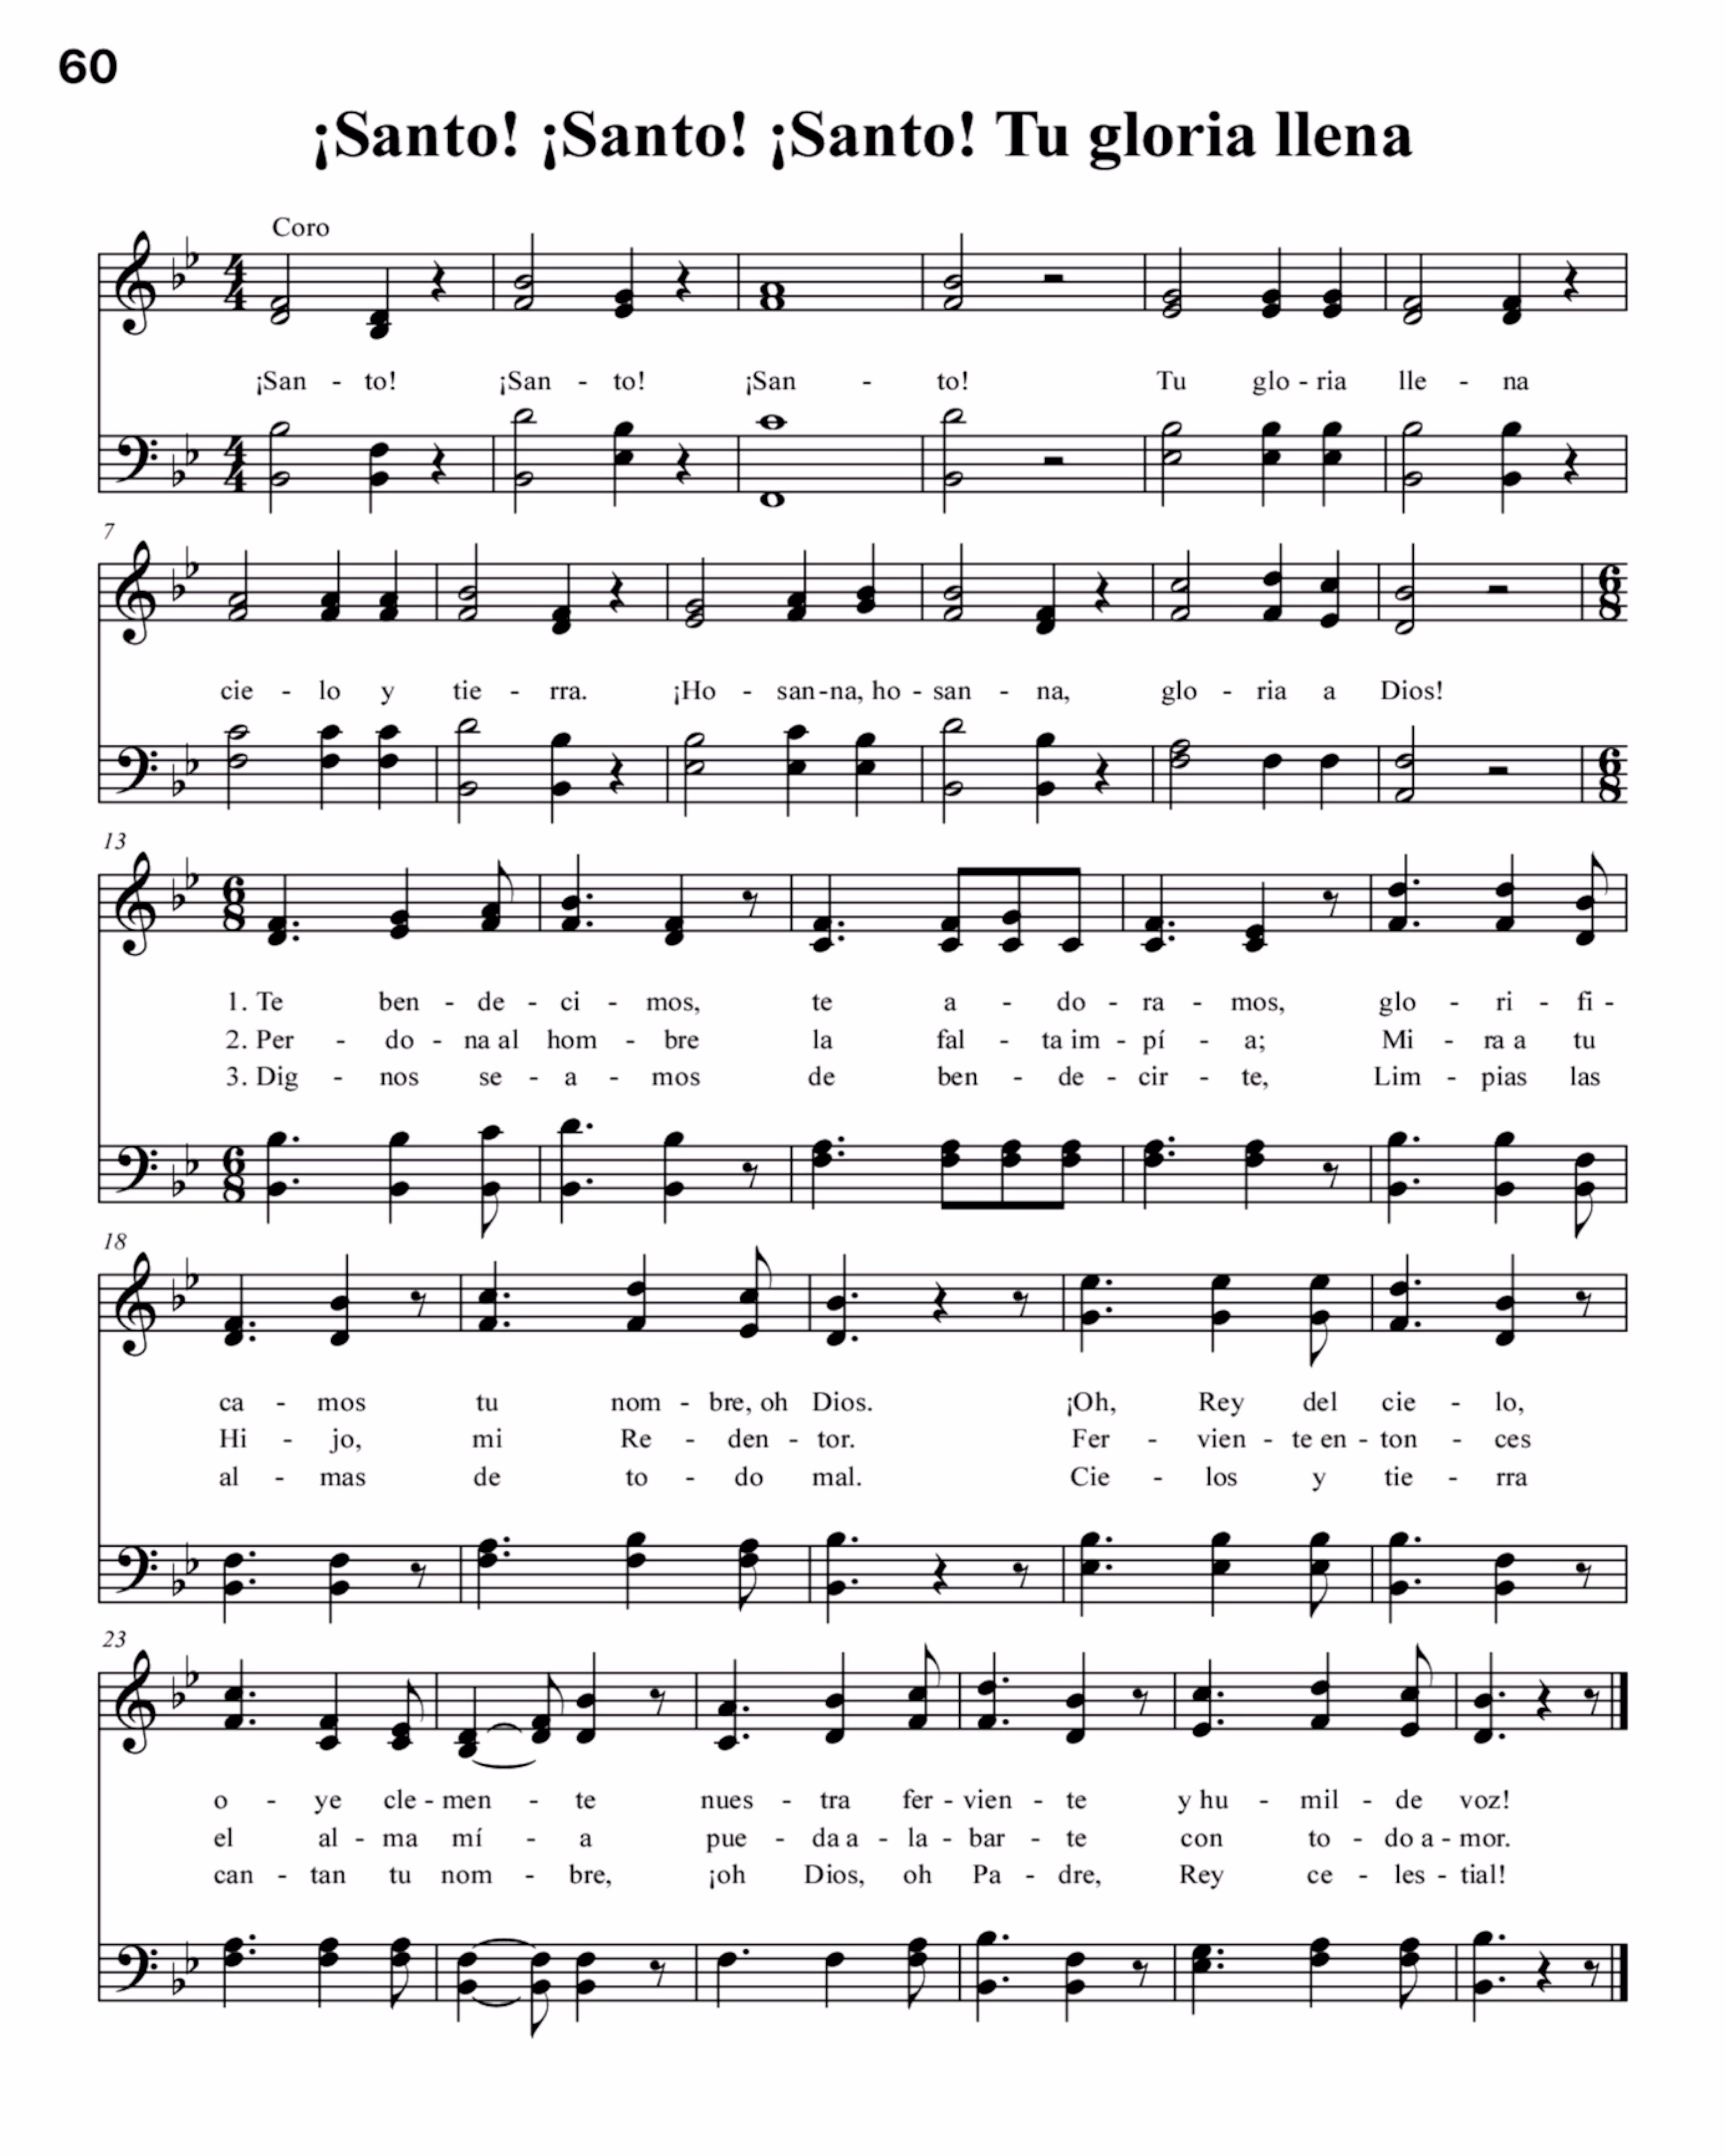 60
¡Santo! ¡Santo! ¡Santo! Tu gloria llena
Coro
¡San - to! ¡San - to! ¡San - to! Tu glo - ria lle - na
7
cie - lo y tie - rra. ¡Ho - san - na, ho - san - na, glo - ria a Dios!
13
1. Te ben - de - ci - mos, te a - do - ra - mos, glo - ri - fi -
2. Per - do - na al hom - bre la fal - ta im - pí - a; Mi - ra a tu
3. Dig - nos se - a - mos de ben - de - cir - te, Lim - pias las
18
ca - mos tu nom - bre, oh Dios. ¡Oh, Rey del cie - lo,
Hi - jo, mi Re - den - tor. Fer - vien - te en - ton - ces
al - mas de to - do mal. Cie - los y tie - rra
23
o - ye cle - men - te nues - tra fer - vien - te y hu - mil - de voz!
el al - ma mí - a pue - da a - la - bar - te con to - do a - mor.
can - tan tu nom - bre, ¡oh Dios, oh Pa - dre, Rey ce - les - tial!